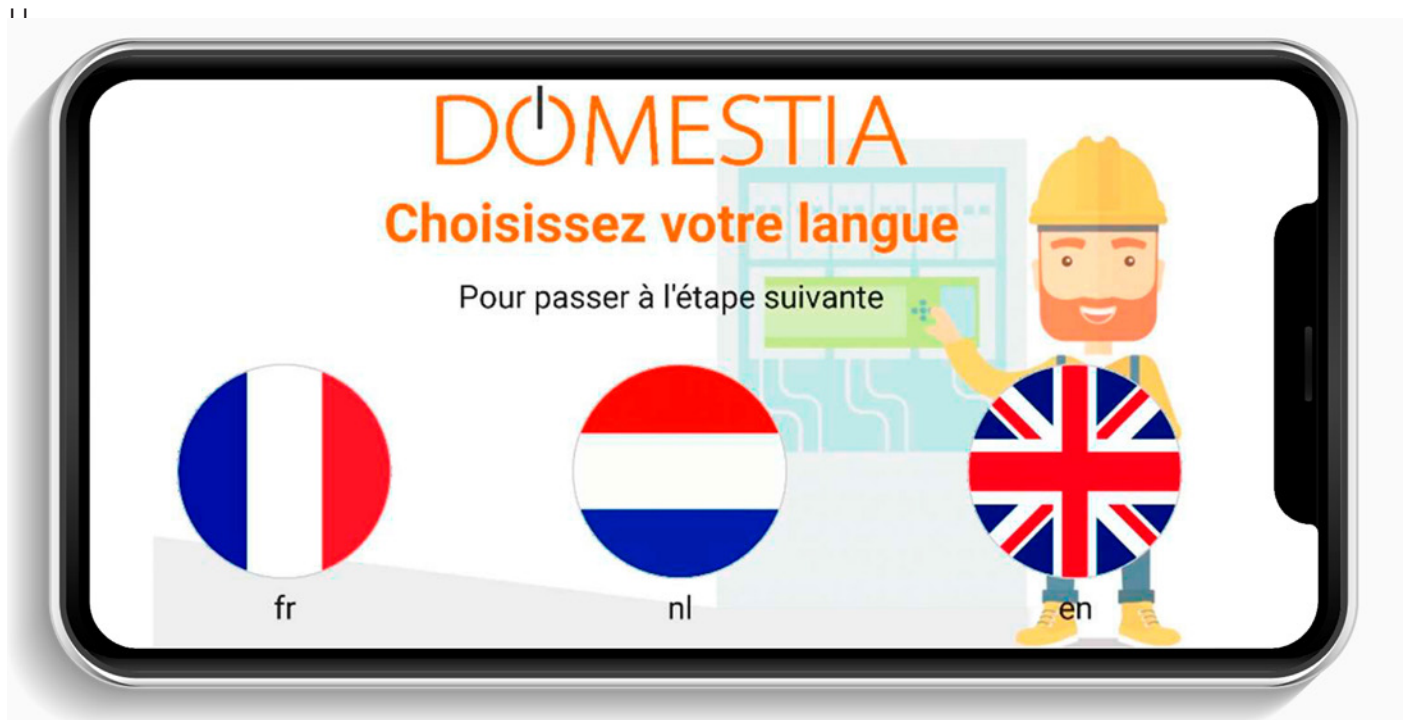 DOMESTIA
Choisissez votre langue
Pour passer à l'étape suivante
fr
nl
en